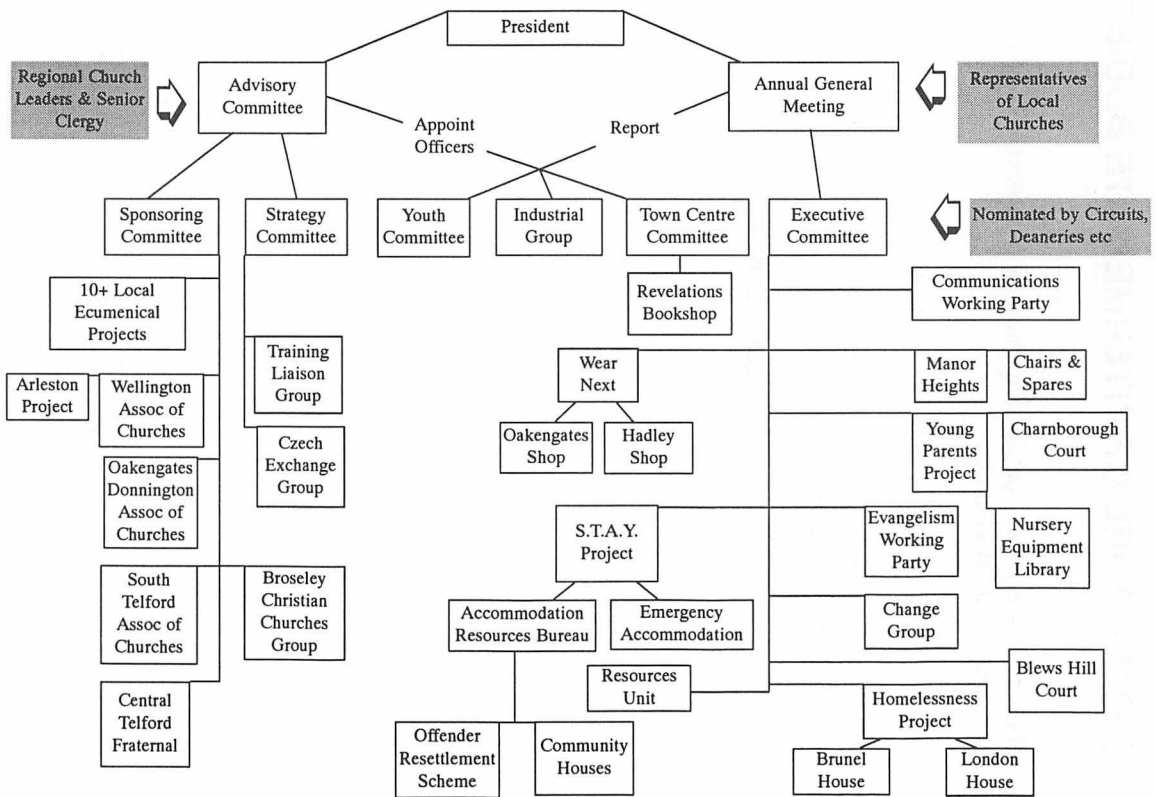 President
Regional Church
Leaders & Senior
Clergy
Advisory
Committee
Annual General
Meeting
Representatives
of Local
Churches
Appoint
Officers
Report
Sponsoring
Committee
Strategy
Committee
Youth
Committee
Industrial
Group
Town Centre
Committee
Executive
Committee
Nominated by Circuits,
Deaneries etc
10+ Local
Ecumenical
Projects
Revelations
Bookshop
Communications
Working Party
Training
Liaison
Group
Wear
Next
Manor
Heights
Chairs &
Spares
Arleston
Project
Wellington
Assoc of
Churches
Oakengates
Shop
Hadley
Shop
Young
Parents
Project
Charnborough
Court
Czech
Exchange
Group
Oakengates
Donnington
Assoc of
Churches
S.T.A.Y.
Project
Evangelism
Working
Party
Nursery
Equipment
Library
South
Telford
Assoc of
Churches
Broseley
Christian
Churches
Group
Accommodation
Resources Bureau
Emergency
Accommodation
Change
Group
Resources
Unit
Blews Hill
Court
Central
Telford
Fraternal
Homelessness
Project
Offender
Resettlement
Scheme
Community
Houses
Brunel
House
London
House